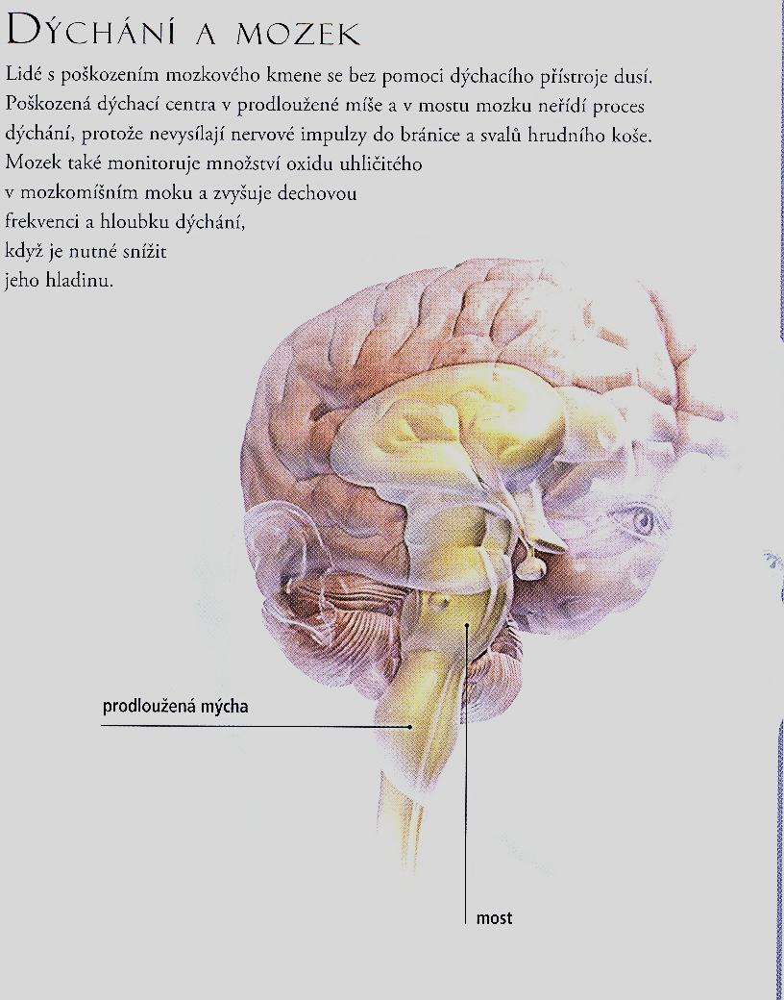 DÝCHÁNÍ A MOZEK
Lidé s poškozením mozkového kmene se bez pomoci dýchacího přístroje dusí.
Poškozená dýchací centra v prodloužené míše a v mostu mozku neřídí proces
dýchání, protože nevysílají nervové impulzy do bránice a svalů hrudního koše.
Mozek také monitoruje množství oxidu uhličitého
v mozkomíšním moku a zvyšuje dechovou
frekvenci a hloubku dýchání,
když je nutné snížit
jeho hladinu.
prodloužená mýcha
most